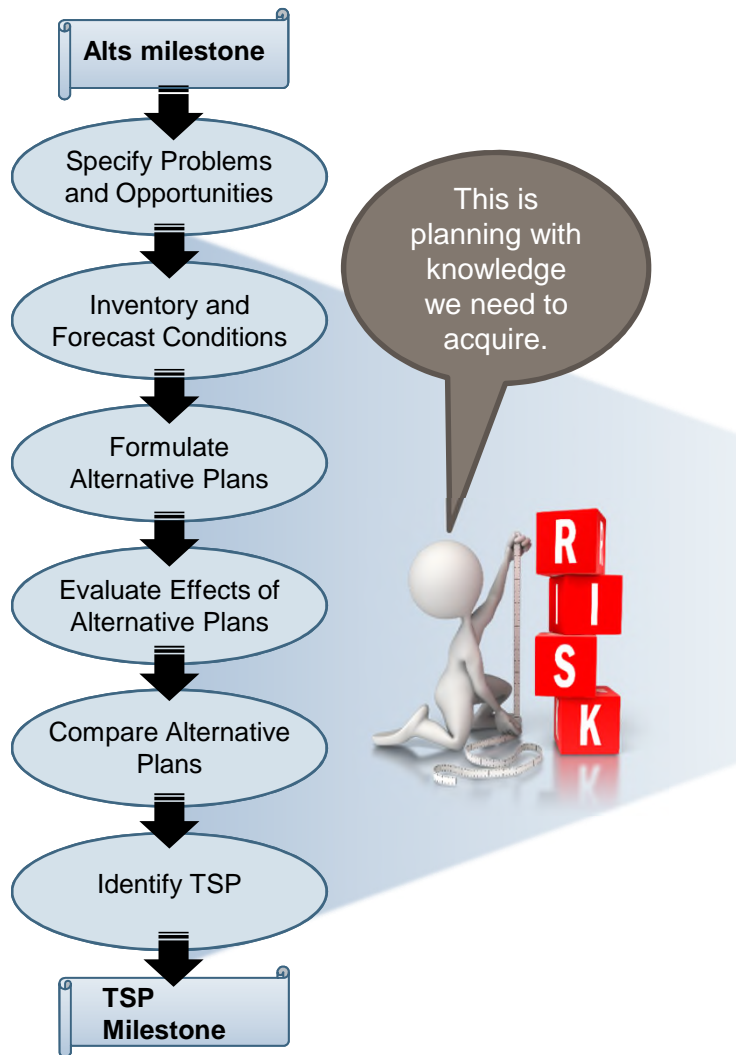 Alts milestone
Specify Problems
and Opportunities
Inventory and
Forecast Conditions
Formulate
Alternative Plans
Evaluate Effects of
Alternative Plans
Compare Alternative
Plans
Identify TSP
TSP
Milestone
This is
planning with
knowledge
we need to
acquire.
R
I
S
K